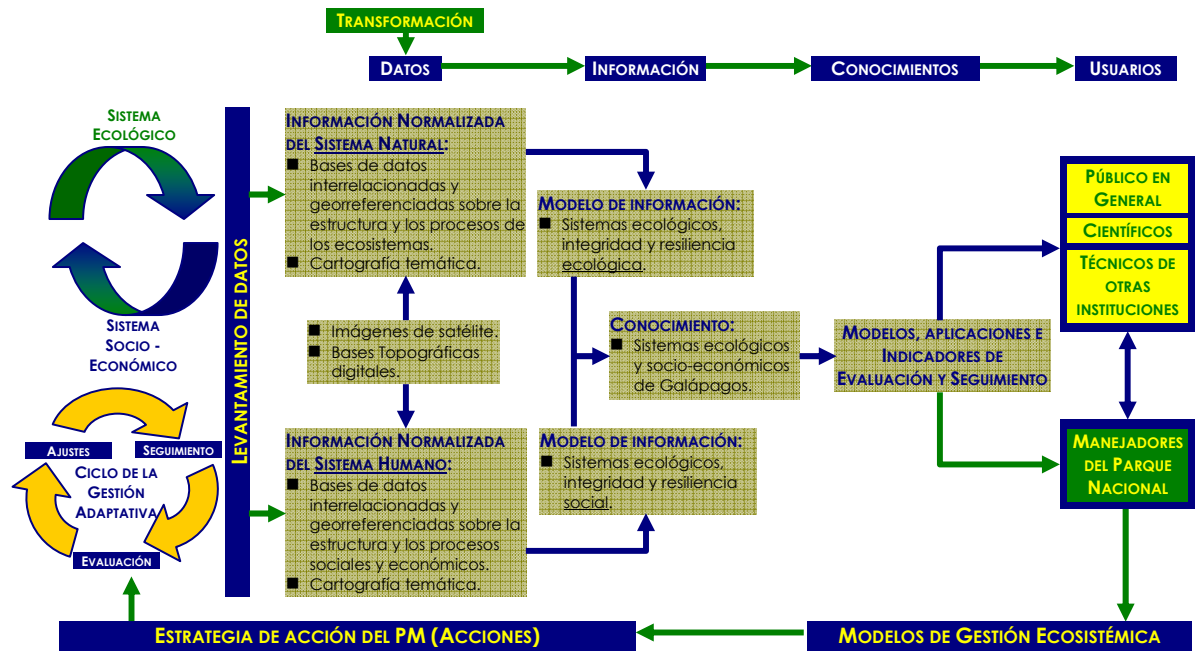 TRANSFORMACIÓN
DATOS
INFORMACIÓN
CONOCIMIENTOS
USUARIOS
SISTEMA
ECOLÓGICO
SISTEMA
SOCIO -
ECONÓMICO
AJUSTES
SEGUIMIENTO
CICLO DE LA
GESTIÓN
ADAPTATIVA
EVALUACIÓN
LEVANTAMIENTO DE DATOS
INFORMACIÓN NORMALIZADA
DEL SISTEMA NATURAL:
■ Bases de datos
interrelacionadas y
georreferenciadas sobre la
estructura y los procesos de
los ecosistemas.
■ Cartografía temática.
■ Imágenes de satélite.
■ Bases Topográficas
digitales.
INFORMACIÓN NORMALIZADA
DEL SISTEMA HUMANO:
■ Bases de datos
interrelacionadas y
georreferenciadas sobre la
estructura y los procesos
sociales y económicos.
■ Cartografía temática.
MODELO DE INFORMACIÓN:
■ Sistemas ecológicos,
integridad y resiliencia
ecológica.
CONOCIMIENTO:
■ Sistemas ecológicos
y socio-económicos
de Galápagos.
MODELO DE INFORMACIÓN:
■ Sistemas ecológicos,
integridad y resiliencia
social.
MODELOS, APLICACIONES E
INDICADORES DE
EVALUACIÓN Y SEGUIMIENTO
PÚBLICO EN
GENERAL
CIENTÍFICOS
TÉCNICOS DE
OTRAS
INSTITUCIONES
MANEJADORES
DEL PARQUE
NACIONAL
ESTRATEGIA DE ACCIÓN DEL PM (ACCIONES)
MODELOS DE GESTIÓN ECOSISTÉMICA